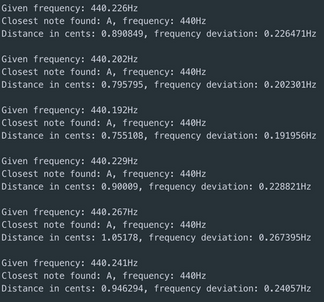 Given frequency: 440.226Hz
Closest note found: A, frequency: 440Hz
Distance in cents: 0.890849, frequency deviation: 0.226471Hz
Given frequency: 440.202Hz
Closest note found: A, frequency: 440Hz
Distance in cents: 0.795795, frequency deviation: 0.202301Hz
Given frequency: 440.192Hz
Closest note found: A, frequency: 440Hz
Distance in cents: 0.755108, frequency deviation: 0.191956Hz
Given frequency: 440.229Hz
Closest note found: A, frequency: 440Hz
Distance in cents: 0.90009, frequency deviation: 0.228821Hz
Given frequency: 440.267Hz
Closest note found: A, frequency: 440Hz
Distance in cents: 1.05178, frequency deviation: 0.267395Hz
Given frequency: 440.241Hz
Closest note found: A, frequency: 440Hz
Distance in cents: 0.946294, frequency deviation: 0.24057Hz